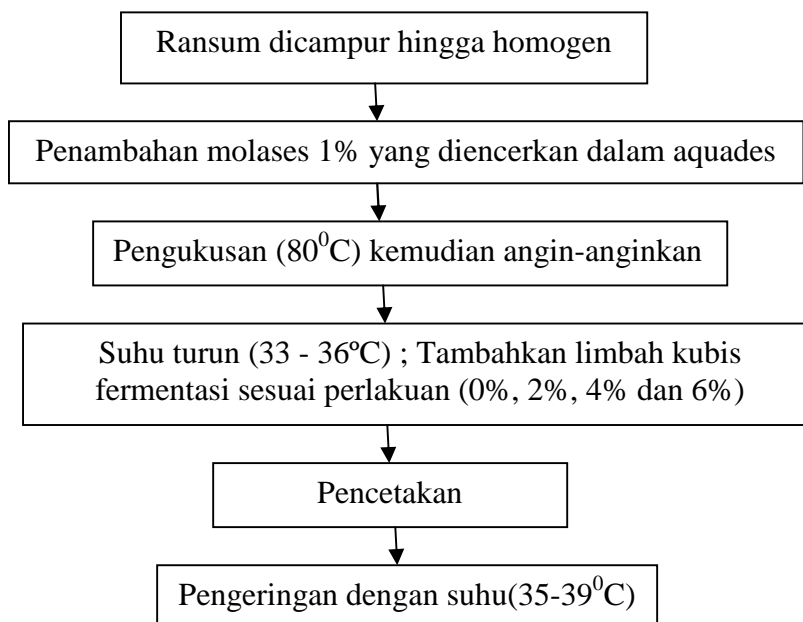 Ransum dicampur hingga homogen
Penambahan molases 1% yang diencerkan dalam aquades
Pengukusan (80⁰C) kemudian angin-anginkan
Suhu turun (33 - 36ºC) ; Tambahkan limbah kubis
fermentasi sesuai perlakuan (0%, 2%, 4% dan 6%)
Pencetakan
Pengeringan dengan suhu(35-39⁰C)